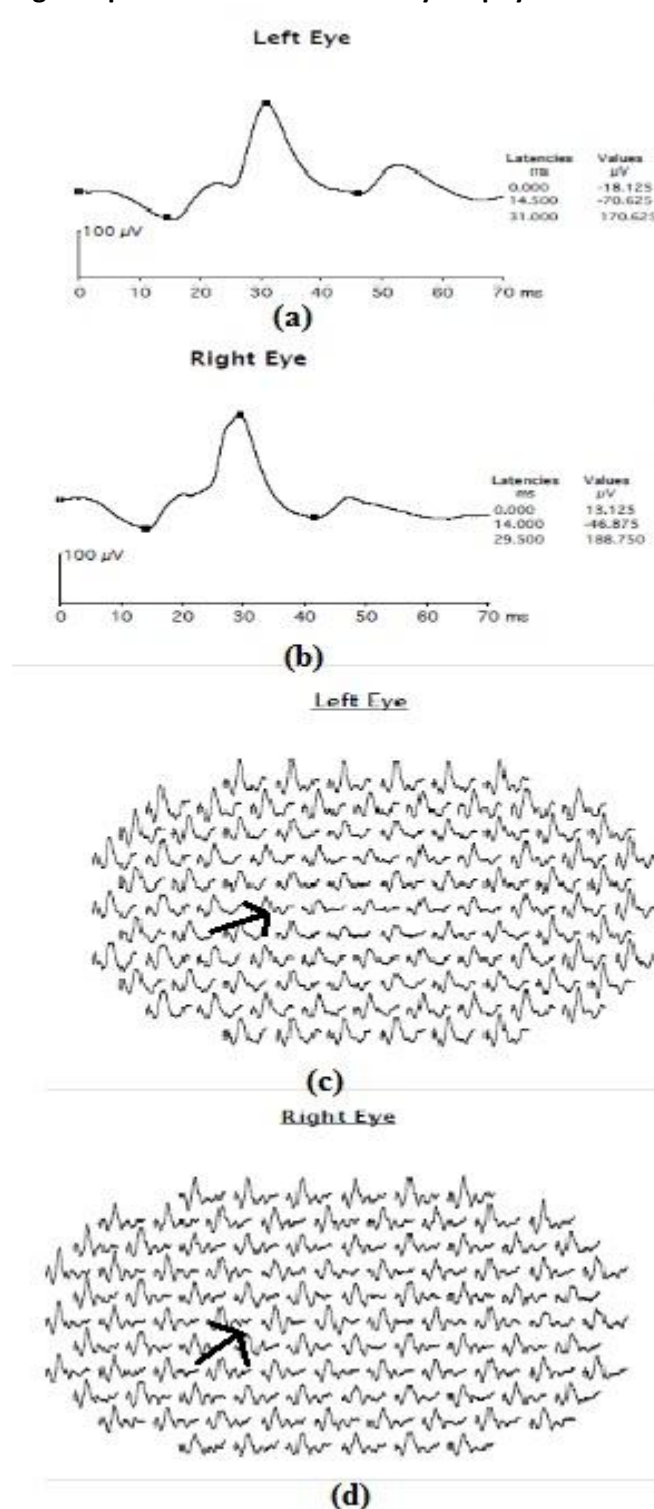 Left Eye
Latencies Values
ms μV
0.000 -18.125
14.500 -70.625
31.000 170.625
100 μV
0 10 20 30 40 50 60 70 ms
(a)
Right Eye
Latencies Values
ms μV
0.000 13.125
14.000 -46.875
29.500 188.750
100 μV
0 10 20 30 40 50 60 70 ms
(b)
Left Eye
(c)
Right Eye
(d)